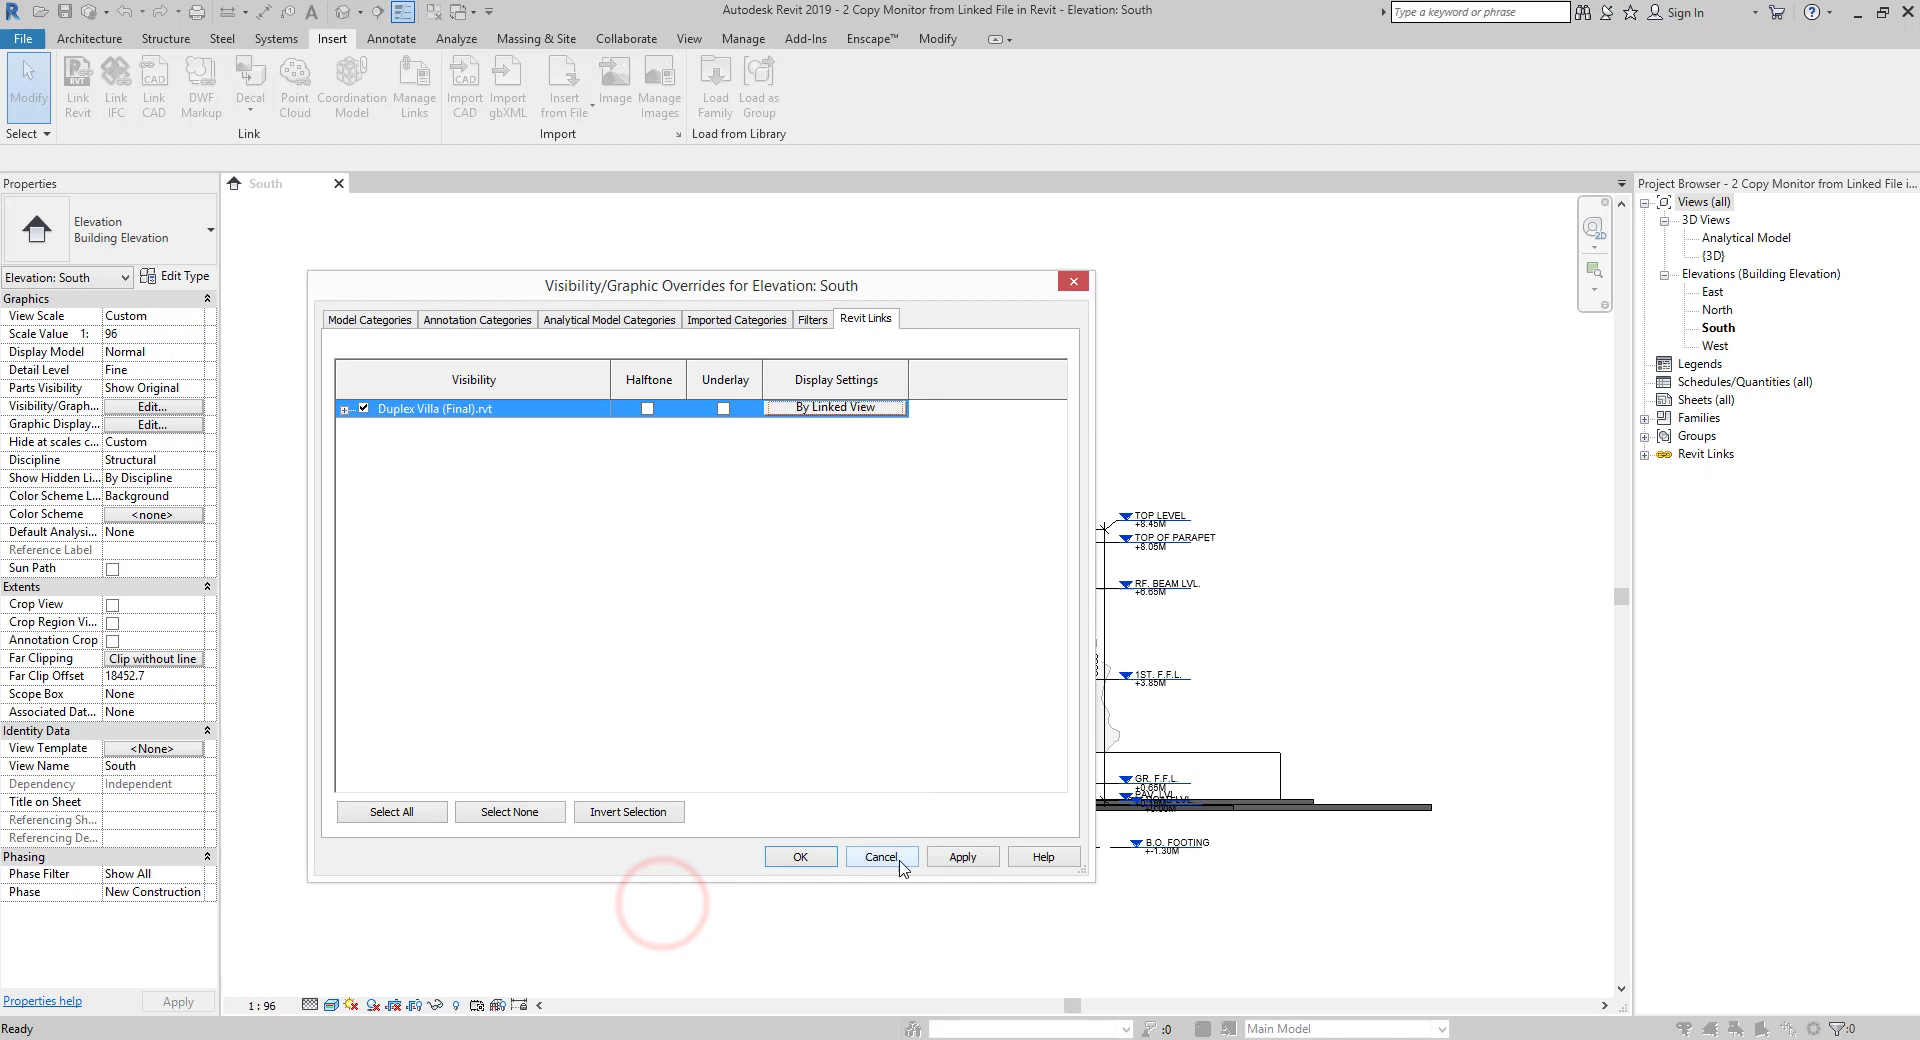 Autodesk Revit 2019 - 2 Copy Monitor from Linked File in Revit - Elevation: South
Type a keyword or phrase
Sign In
File Architecture Structure Steel Systems Insert Annotate Analyze Massing & Site Collaborate View Manage Add-Ins Enscape™ Modify
Modify
Link Revit
Link IFC
Link CAD
DWF Markup
Decal
Point Cloud
Coordination Model
Manage Links
Import CAD
Import gbXML
Insert from File
Image
Manage Images
Load Family
Load as Group
Select
Link
Import
Load from Library
Properties
South
Project Browser - 2 Copy Monitor from Linked File i...
Elevation
Building Elevation
Elevation: South
Edit Type
Graphics
View Scale Custom
Scale Value 1: 96
Display Model Normal
Detail Level Fine
Parts Visibility Show Original
Visibility/Graph... Edit...
Graphic Display... Edit...
Hide at scales c... Custom
Discipline Structural
Show Hidden Li... By Discipline
Color Scheme L... Background
Color Scheme <none>
Default Analysi... None
Reference Label
Sun Path
Extents
Crop View
Crop Region Vi...
Annotation Crop
Far Clipping Clip without line
Far Clip Offset 18452.7
Scope Box None
Associated Dat... None
Identity Data
View Template <None>
View Name South
Dependency Independent
Title on Sheet
Referencing Sh...
Referencing De...
Phasing
Phase Filter Show All
Phase New Construction
Properties help
Apply
Visibility/Graphic Overrides for Elevation: South
Model Categories Annotation Categories Analytical Model Categories Imported Categories Filters Revit Links
Visibility Halftone Underlay Display Settings
Duplex Villa (Final).rvt By Linked View
Select All Select None Invert Selection
OK Cancel Apply Help
TOP LEVEL
+8.45M
TOP OF PARAPET
+8.05M
RF. BEAM LVL.
+6.65M
1ST. F.F.L.
+3.85M
GR. F.F.L.
+0.65M
B.O. FOOTING
+-1.30M
Views (all)
3D Views
Analytical Model
{3D}
Elevations (Building Elevation)
East
North
South
West
Legends
Schedules/Quantities (all)
Sheets (all)
Families
Groups
Revit Links
2D
1 : 96
Ready
:0
Main Model
:0